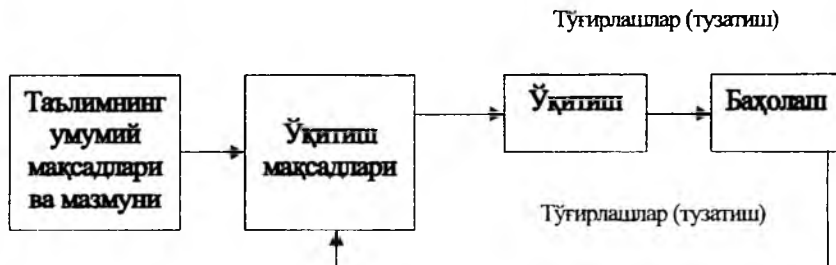 Тўғирлашлар (тузатиш)
Таълимнинг
умумий
мақсадлари
ва мазмуни
Ўқитиш
мақсадлари
Ўқитиш
Баҳолаш
Тўғирлашлар (тузатиш)